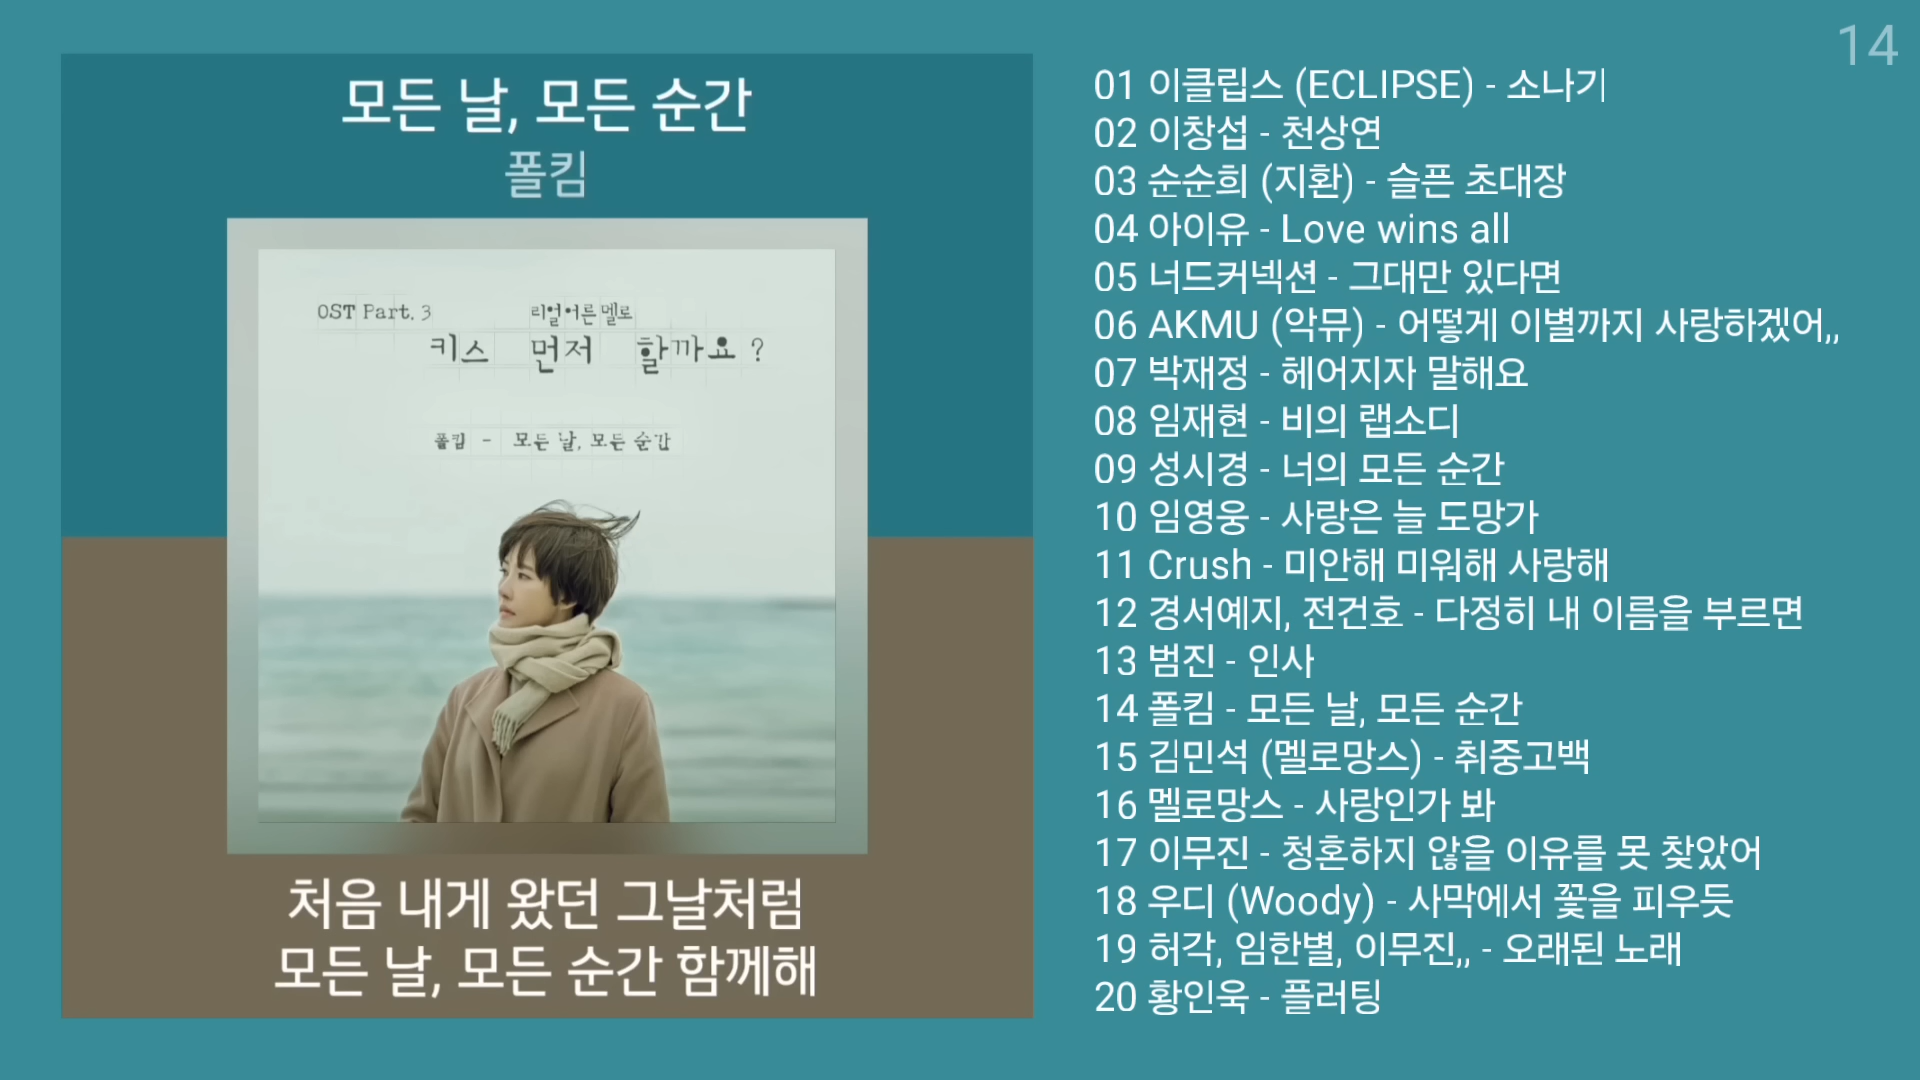 14
모든 날, 모든 순간
폴킴
OST Part. 3
리얼어른멜로
키스 먼저 할까요 ?
폴킴 - 모든 날, 모든 순간
처음 내게 왔던 그날처럼
모든 날, 모든 순간 함께해
01 이클립스 (ECLIPSE) - 소나기
02 이창섭 - 천상연
03 순순희 (지환) - 슬픈 초대장
04 아이유 - Love wins all
05 너드커넥션 - 그대만 있다면
06 AKMU (악뮤) - 어떻게 이별까지 사랑하겠어,,
07 박재정 - 헤어지자 말해요
08 임재현 - 비의 랩소디
09 성시경 - 너의 모든 순간
10 임영웅 - 사랑은 늘 도망가
11 Crush - 미안해 미워해 사랑해
12 경서예지, 전건호 - 다정히 내 이름을 부르면
13 범진 - 인사
14 폴킴 - 모든 날, 모든 순간
15 김민석 (멜로망스) - 취중고백
16 멜로망스 - 사랑인가 봐
17 이무진 - 청혼하지 않을 이유를 못 찾았어
18 우디 (Woody) - 사막에서 꽃을 피우듯
19 허각, 임한별, 이무진,, - 오래된 노래
20 황인욱 - 플러팅